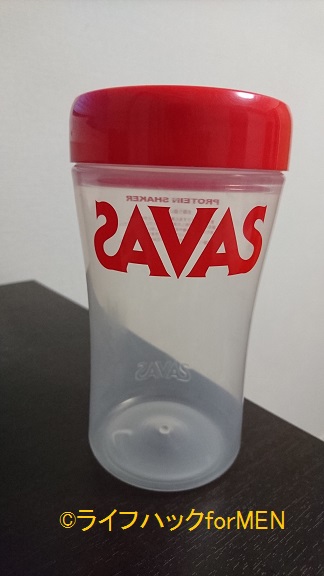 PROTEIN SHAKER
SAVAS
SAVAS
©ライフハックforMEN